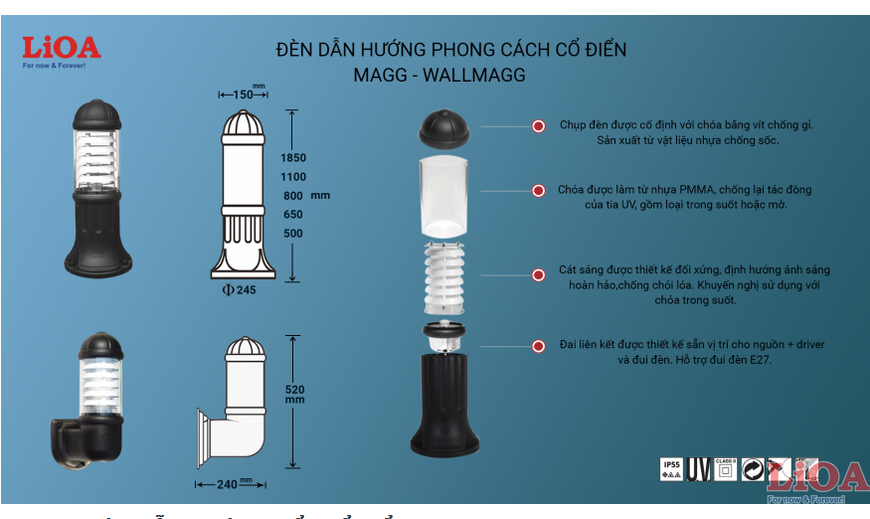 LiOA
For now & Forever!
ĐÈN DẪN HƯỚNG PHONG CÁCH CỔ ĐIỂN
MAGG - WALLMAGG
mm
150
1850
1100
800 mm
650
500
Φ 245
Chụp đèn được cố định với chóa bằng vít chống gỉ.
Sản xuất từ vật liệu nhựa chống sốc.
Chóa được làm từ nhựa PMMA, chống lại tác đông
của tia UV, gồm loại trong suốt hoặc mờ.
Cát sáng được thiết kế đối xứng, định hướng ánh sáng
hoàn hảo,chống chói lóa. Khuyến nghị sử dụng với
chóa trong suốt.
Đai liên kết được thiết kế sẵn vị trí cho nguồn + driver
và đui đèn. Hỗ trợ đui đèn E27.
520
mm
240 mm
IP55
UV
CLASS II
LiOA
For now & Forever!